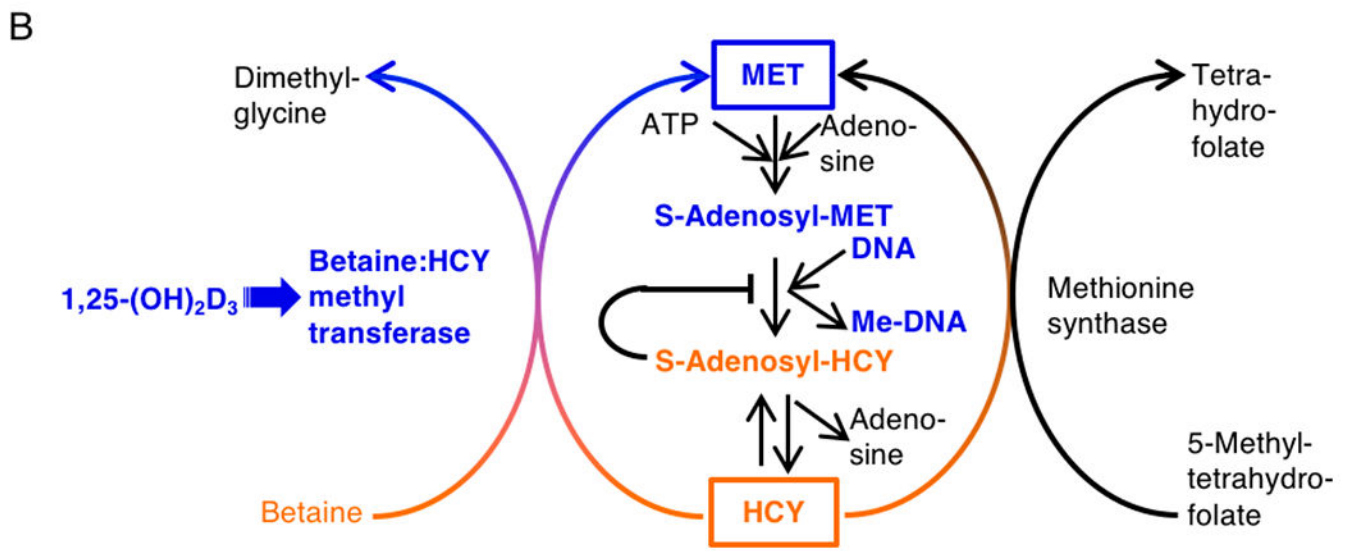 B
Dimethyl-
glycine
MET
Tetra-
hydro-
folate
ATP
Adeno-
sine
S-Adenosyl-MET
DNA
1,25-(OH)₂D₃
Betaine:HCY
methyl
transferase
Me-DNA
Methionine
synthase
S-Adenosyl-HCY
Adeno-
sine
Betaine
HCY
5-Methyl-
tetrahydro-
folate